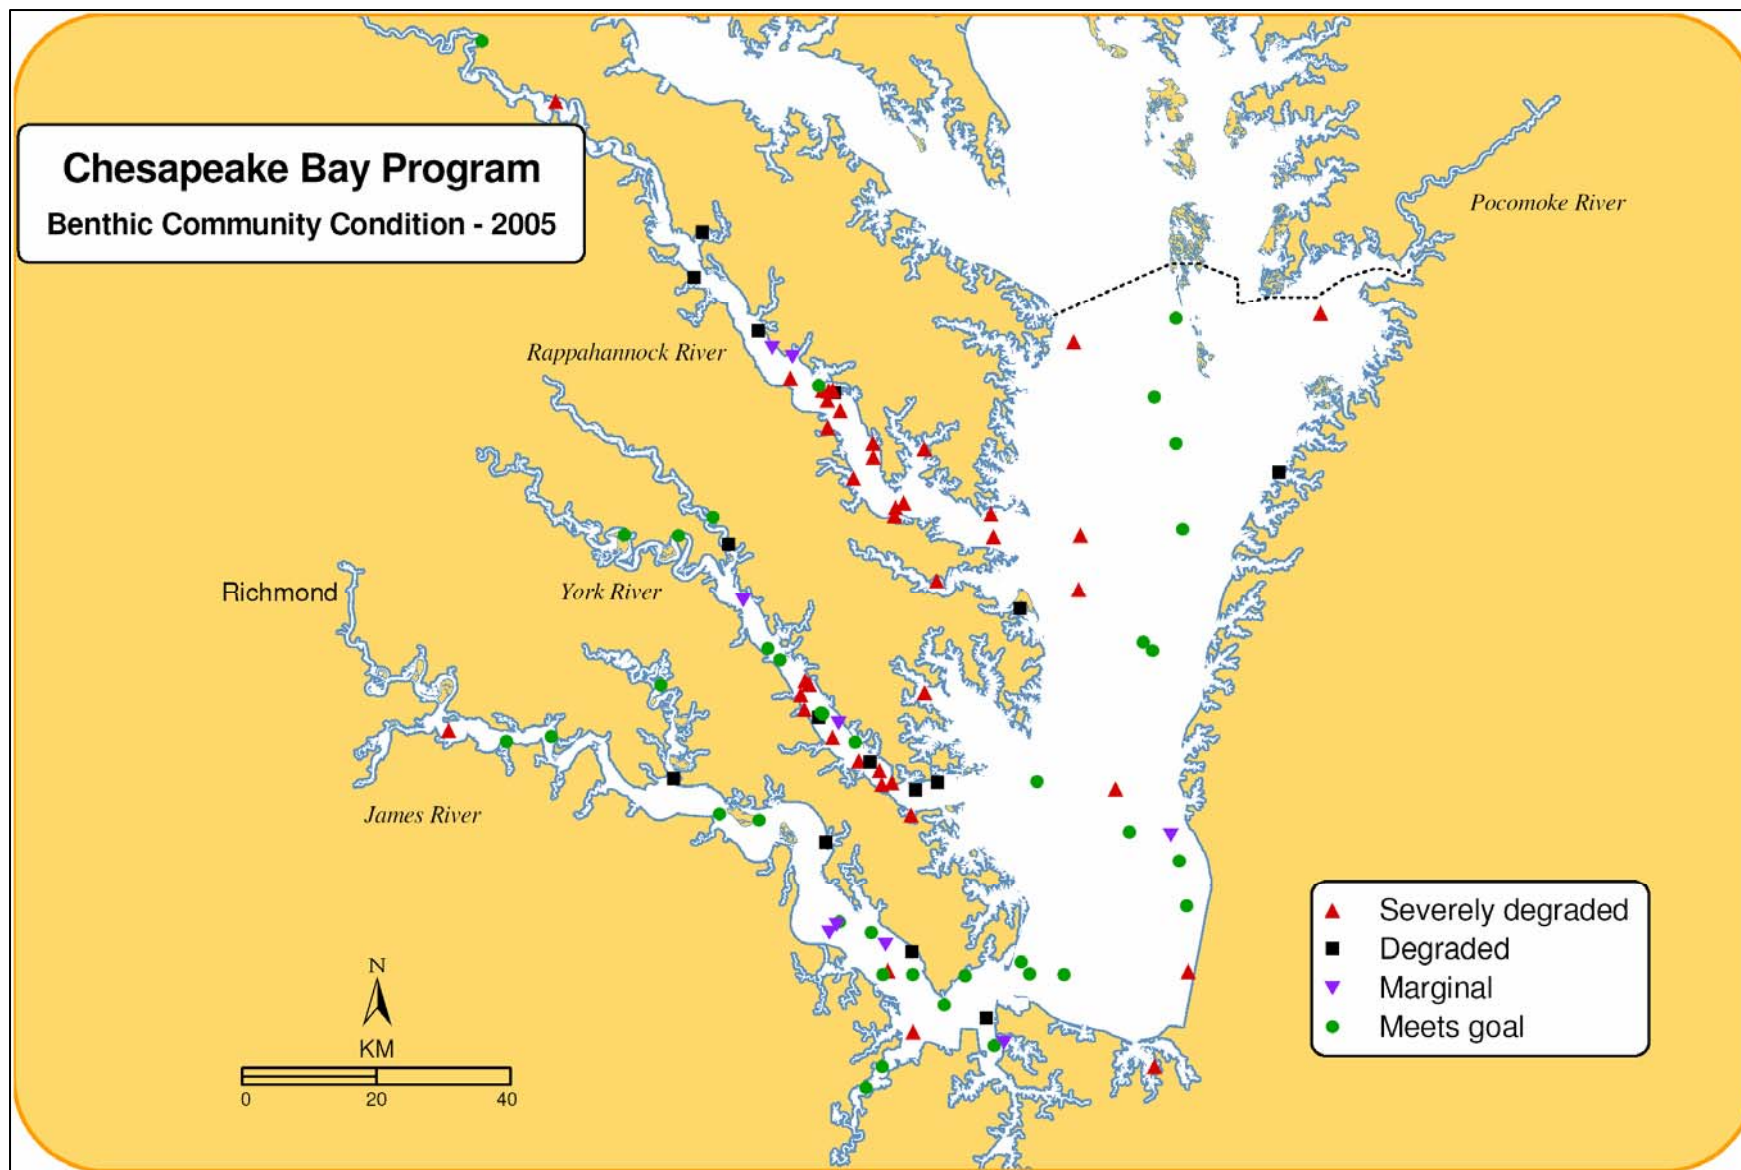 Chesapeake Bay Program
Benthic Community Condition - 2005
Pocomoke River
Rappahannock River
Richmond
York River
James River
N
KM
0 20 40
Severely degraded
Degraded
Marginal
Meets goal